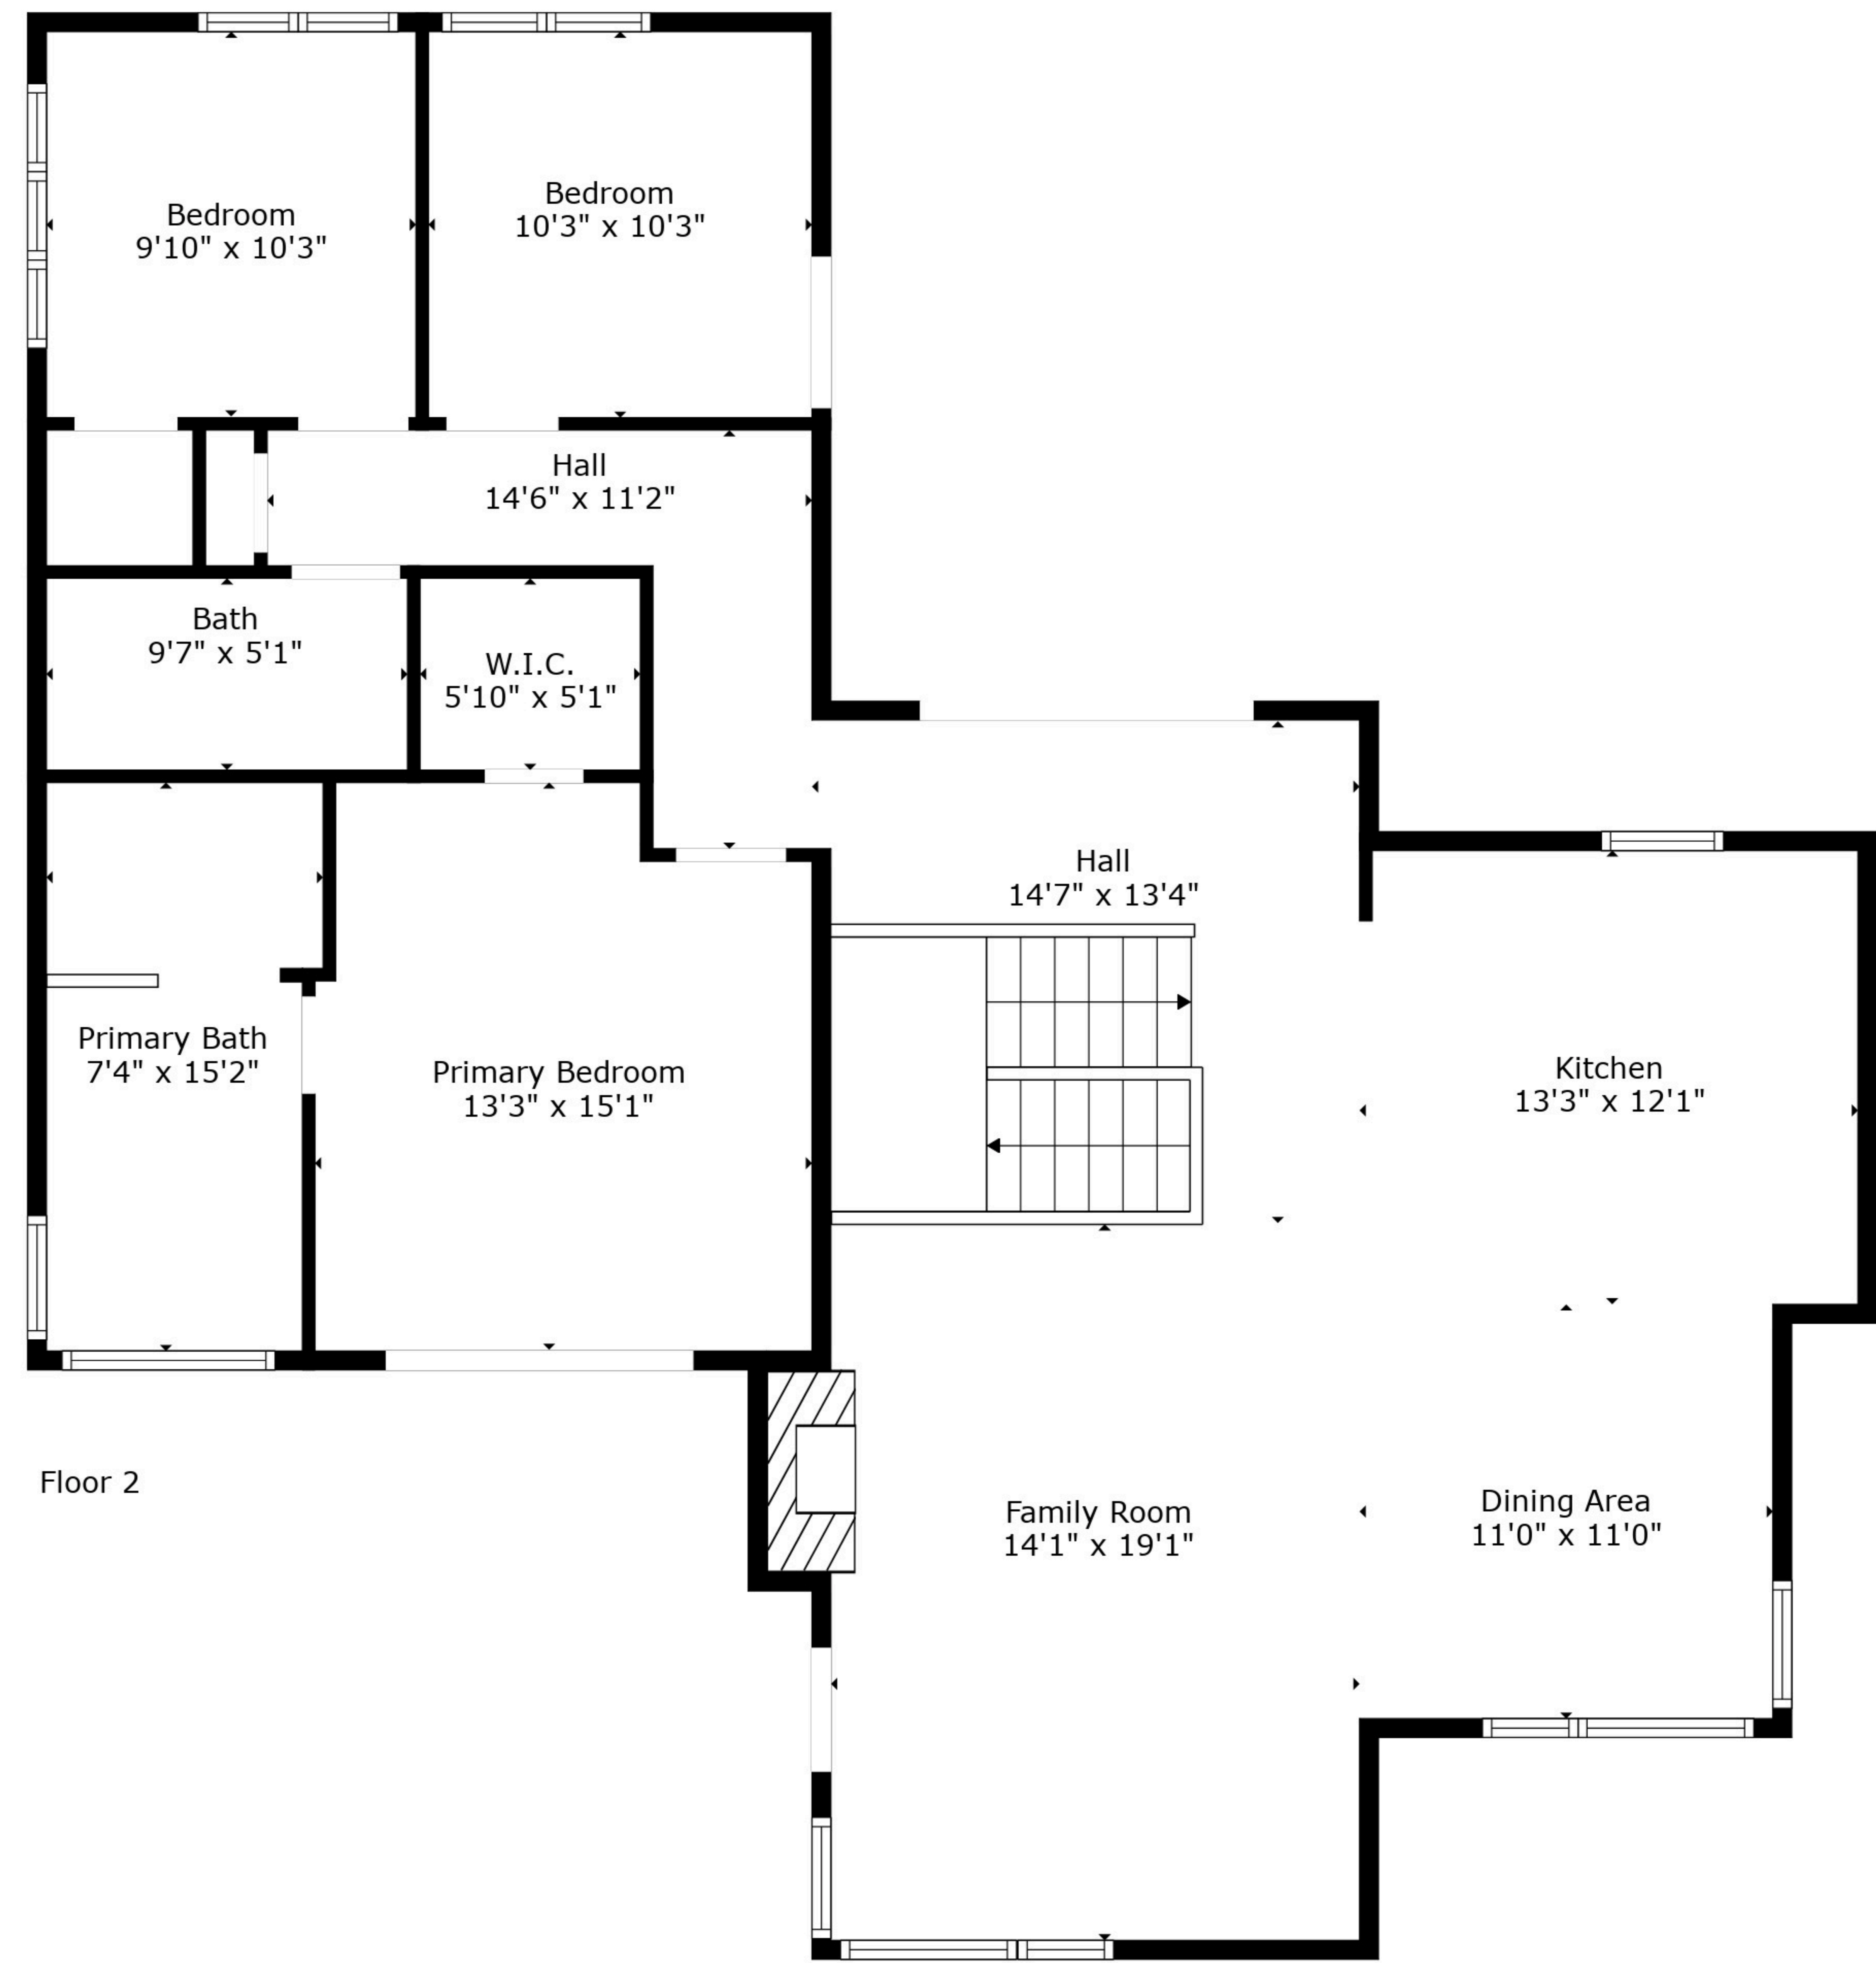 Bedroom
9'10" x 10'3"
Bedroom
10'3" x 10'3"
Hall
14'6" x 11'2"
Bath
9'7" x 5'1"
W.I.C.
5'10" x 5'1"
Hall
14'7" x 13'4"
Primary Bath
7'4" x 15'2"
Primary Bedroom
13'3" x 15'1"
Kitchen
13'3" x 12'1"
Floor 2
Family Room
14'1" x 19'1"
Dining Area
11'0" x 11'0"